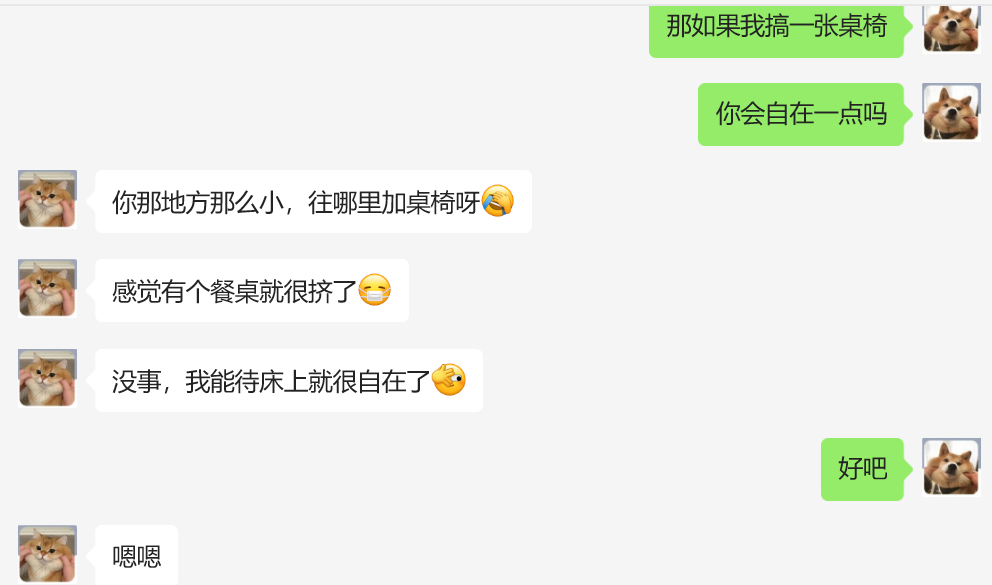 那如果我搞一张桌椅
你会自在一点吗
你那地方那么小，往哪里加桌椅呀🤦
感觉有个餐桌就很挤了😷
没事，我能待床上就很自在了🫣
好吧
嗯嗯